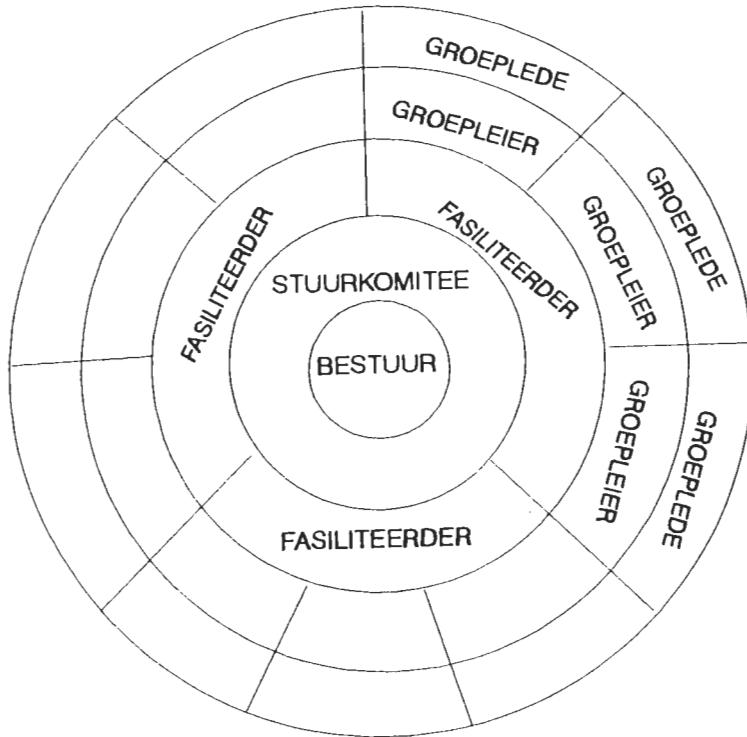 GROEPLEDE
GROEPLEIER
GROEPLEDE
FASILITEERDER
FASILITEERDER
GROEPLEIER
STUURKOMITEE
BESTUUR
GROEPLEIER
GROEPLEDE
FASILITEERDER